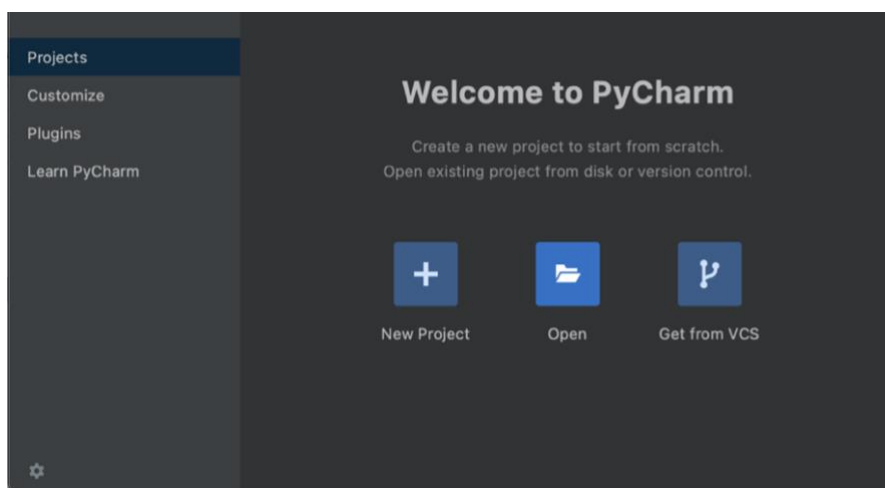 Projects
Customize
Plugins
Learn PyCharm
Welcome to PyCharm
Create a new project to start from scratch.
Open existing project from disk or version control.
New Project
Open
Get from VCS